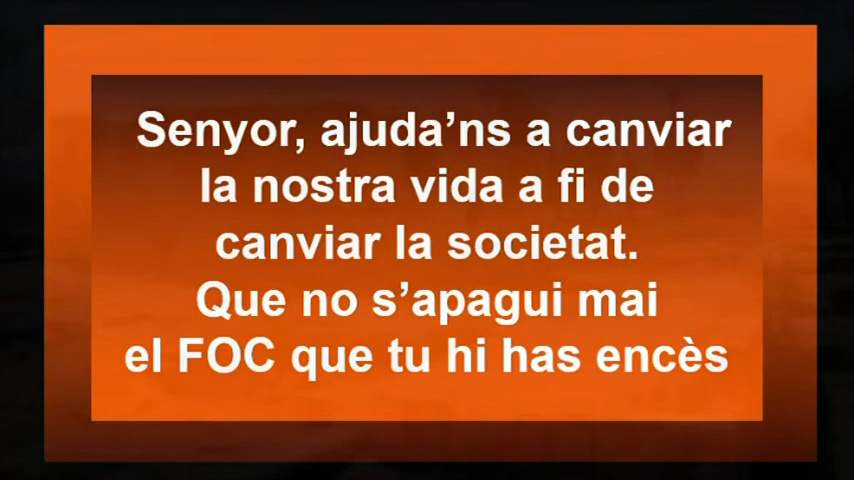 Senyor, ajuda’ns a canviar
la nostra vida a fi de
canviar la societat.
Que no s’apagui mai
el FOC que tu hi has encès